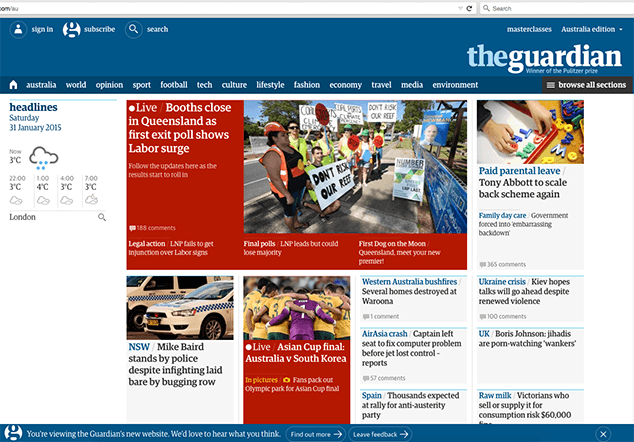 .com/au
Search
sign in
subscribe
search
masterclasses
Australia edition
theguardian
Winner of the Pulitzer prize
australia world opinion sport football tech culture lifestyle fashion economy travel media environment
browse all sections
headlines
Saturday
31 January 2015
Now
3°C
22:00 1:00 4:00 7:00
3°C 4°C 3°C 3°C
London
Live / Booths close
in Queensland as
first exit poll shows
Labor surge
Follow the updates here as the
results start to roll in
188 comments
DON'T RISK
OUR REEF
DON'T RISK
OUR REEF
NUMBER
Legal action / LNP fails to get
injunction over Labor signs
Final polls / LNP leads but could
lose majority
First Dog on the Moon /
Queensland, meet your new
premier!
Paid parental leave /
Tony Abbott to scale
back scheme again
Family day care / Government
forced into 'embarrassing
backdown'
365 comments
NSW / Mike Baird
stands by police
despite infighting laid
bare by bugging row
Live / Asian Cup final:
Australia v South Korea
In pictures / Fans pack out
Olympic park for Asian Cup final
Western Australia bushfires /
Several homes destroyed at
Waroona
1 comment
AirAsia crash / Captain left
seat to fix computer problem
before jet lost control –
reports
57 comments
Spain / Thousands expected
at rally for anti-austerity
party
Ukraine crisis / Kiev hopes
talks will go ahead despite
renewed violence
100 comments
UK / Boris Johnson: jihadis
are porn-watching 'wankers'
Raw milk / Victorians who
sell or supply it for
consumption risk $60,000
You're viewing the Guardian's new website. We'd love to hear what you think.
Find out more
Leave feedback